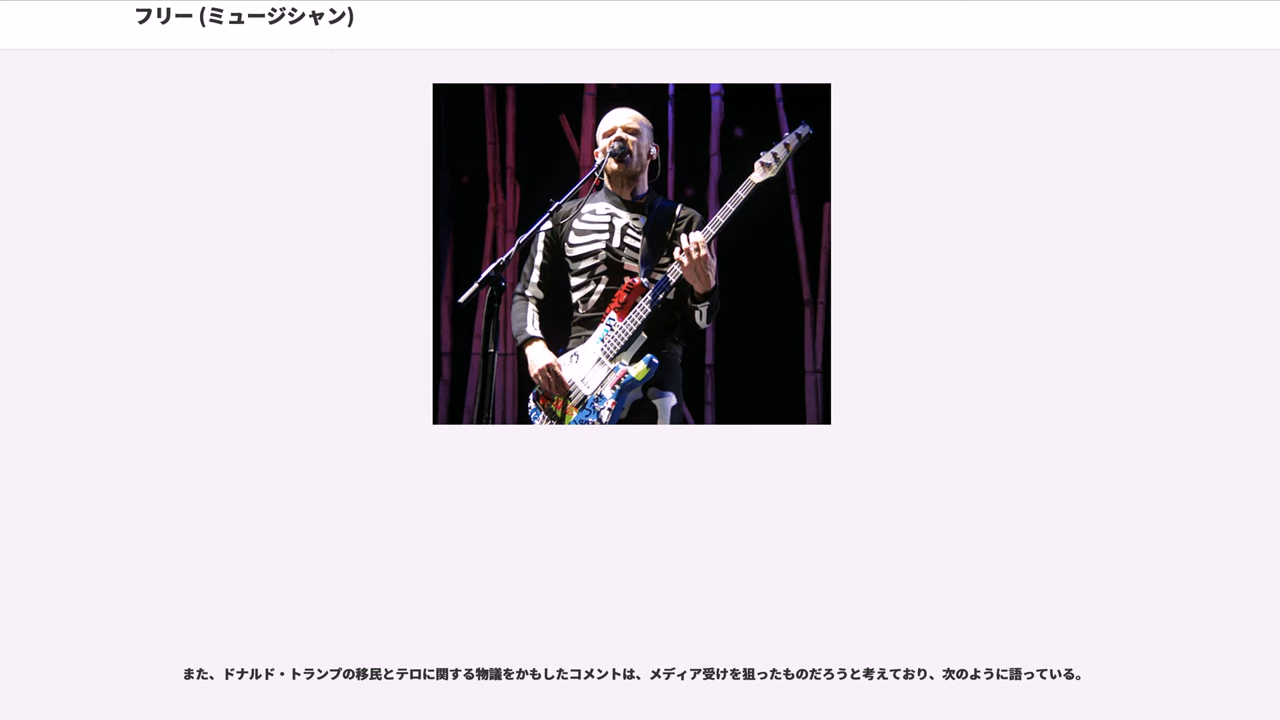 フリー (ミュージシャン)
また、ドナルド・トランプの移民とテロに関する物議をかもしたコメントは、メディア受けを狙ったものだろうと考えており、次のように語っている。